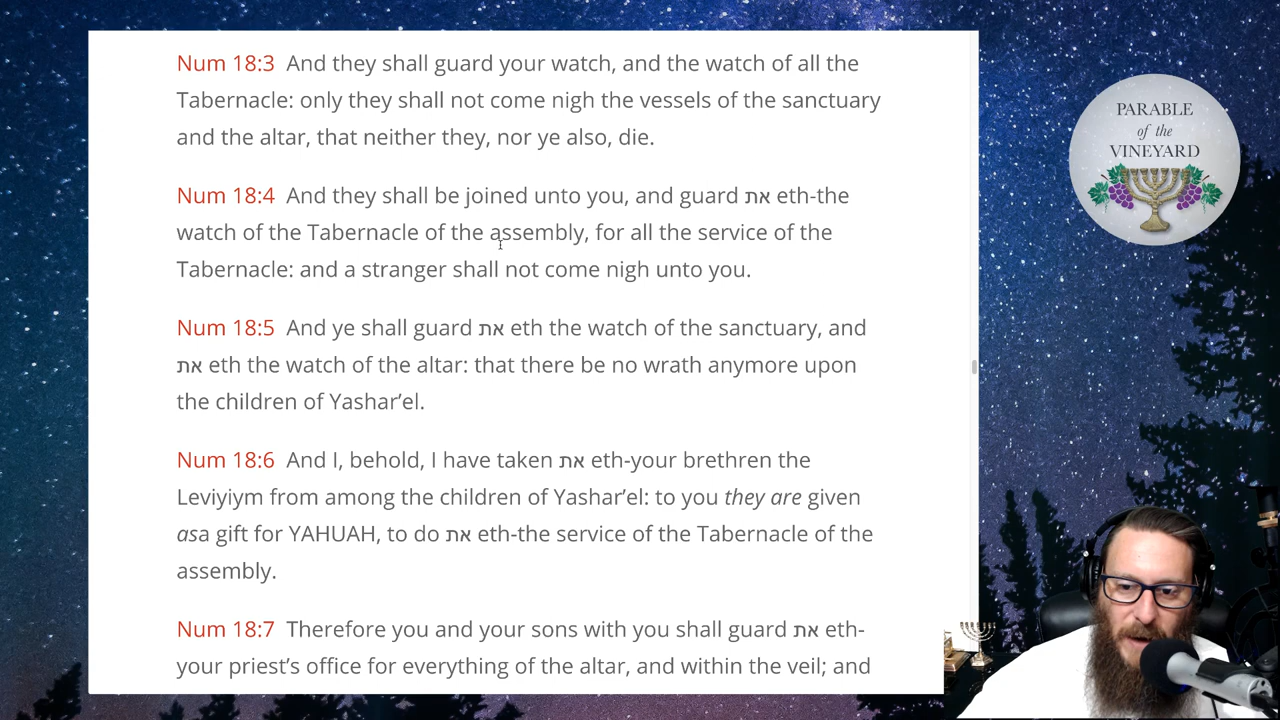 Num 18:3 And they shall guard your watch, and the watch of all the
Tabernacle: only they shall not come nigh the vessels of the sanctuary
and the altar, that neither they, nor ye also, die.
Num 18:4 And they shall be joined unto you, and guard את eth-the
watch of the Tabernacle of the assembly, for all the service of the
Tabernacle: and a stranger shall not come nigh unto you.
Num 18:5 And ye shall guard את eth the watch of the sanctuary, and
את eth the watch of the altar: that there be no wrath anymore upon
the children of Yashar’el.
Num 18:6 And I, behold, I have taken את eth-your brethren the
Leviyiym from among the children of Yashar’el: to you they are given
asa gift for YAHUAH, to do את eth-the service of the Tabernacle of the
assembly.
Num 18:7 Therefore you and your sons with you shall guard את eth-
your priest’s office for everything of the altar, and within the veil; and
PARABLE
of the
VINEYARD